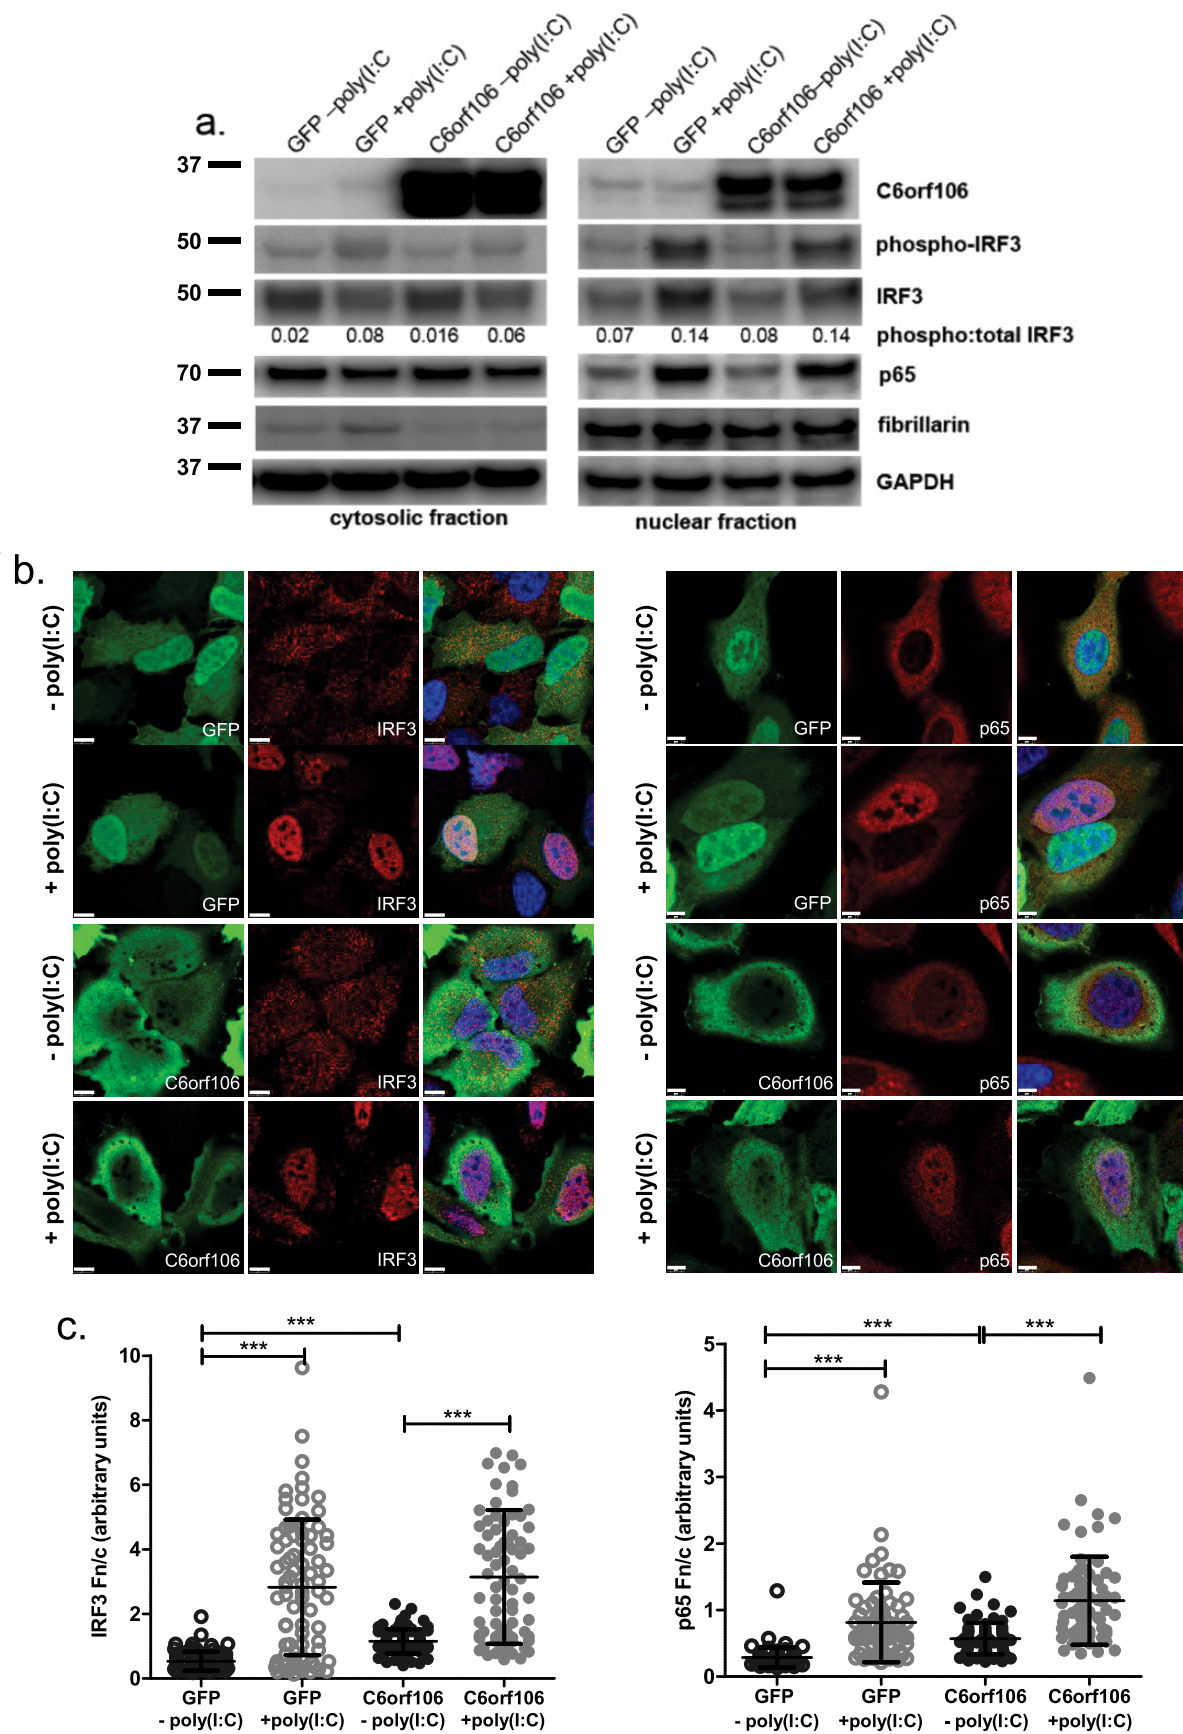 a.
GFP –poly(I:C
GFP +poly(I:C)
C6orf106 –poly(I:C)
C6orf106 +poly(I:C)
GFP –poly(I:C)
GFP +poly(I:C)
C6orf106–poly(I:C)
C6orf106 +poly(I:C)
37
C6orf106
50
phospho-IRF3
50
IRF3
0.02 0.08 0.016 0.06 0.07 0.14 0.08 0.14 phospho:total IRF3
70
p65
37
fibrillarin
37
GAPDH
cytosolic fraction
nuclear fraction
b.
- poly(I:C)
GFP IRF3
+ poly(I:C)
GFP IRF3
- poly(I:C)
C6orf106 IRF3
+ poly(I:C)
C6orf106 IRF3
- poly(I:C)
GFP p65
+ poly(I:C)
GFP p65
- poly(I:C)
C6orf106 p65
+ poly(I:C)
C6orf106 p65
c.
IRF3 Fn/c (arbitrary units)
10
8
6
4
2
0
***
***
***
GFP GFP C6orf106 C6orf106
- poly(I:C) +poly(I:C) - poly(I:C) +poly(I:C)
p65 Fn/c (arbitrary units)
5
4
3
2
1
0
*** ***
***
GFP GFP C6orf106 C6orf106
- poly(I:C) +poly(I:C) - poly(I:C) +poly(I:C)